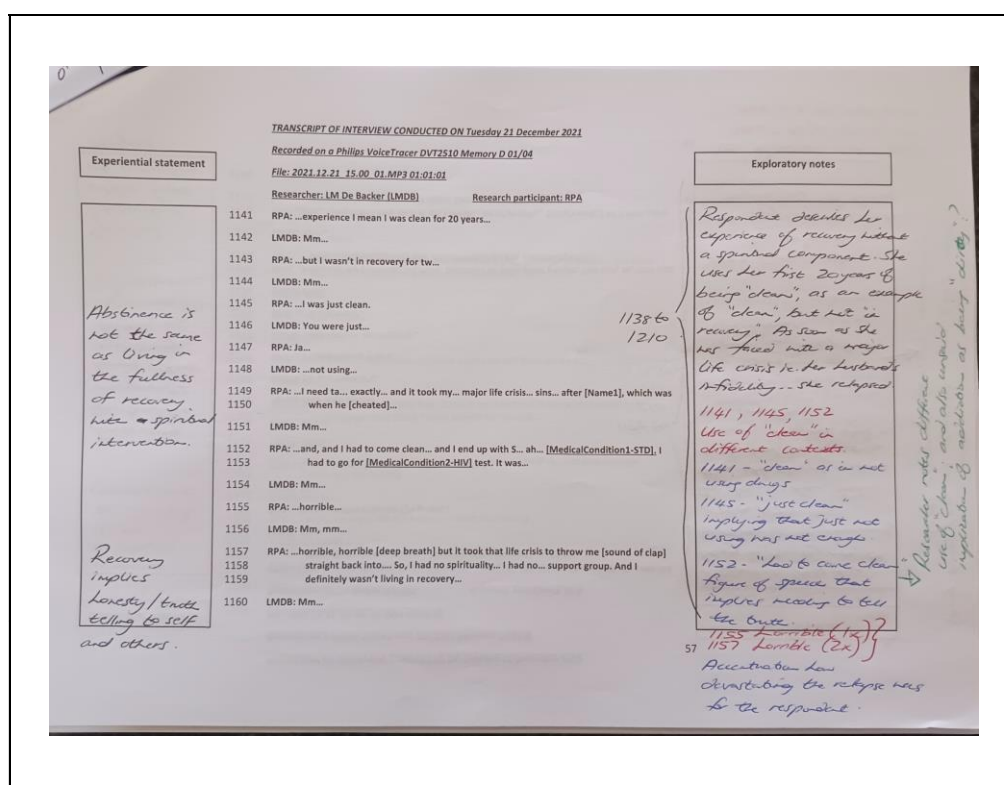 TRANSCRIPT OF INTERVIEW CONDUCTED ON Tuesday 21 December 2021
Recorded on a Philips VoiceTracer DVT2510 Memory D 01/04
File: 2021.12.21_15.00_01.MP3 01:01:01
Researcher: LM De Backer (LMDB) Research participant: RPA
Experiential statement
Abstinence is
not the same
as living in
the fullness
of recovery
with a spiritual
intervention.
Recovery
implies
honesty/truth
telling to self
and others.
1141 RPA: ...experience I mean I was clean for 20 years...
1142 LMDB: Mm...
1143 RPA: ...but I wasn't in recovery for tw...
1144 LMDB: Mm...
1145 RPA: ...I was just clean.
1146 LMDB: You were just...
1147 RPA: Ja...
1148 LMDB: ...not using...
1149 RPA: ...I need ta... exactly... and it took my... major life crisis... sins... after [Name1], which was
1150 when he [cheated]...
1151 LMDB: Mm...
1152 RPA: ...and, and I had to come clean... and I end up with S... ah... [MedicalCondition1-STD]. I
1153 had to go for [MedicalCondition2-HIV] test. It was...
1154 LMDB: Mm...
1155 RPA: ...horrible...
1156 LMDB: Mm, mm...
1157 RPA: ...horrible, horrible [deep breath] but it took that life crisis to throw me [sound of clap]
1158 straight back into.... So, I had no spirituality... I had no... support group. And I
1159 definitely wasn't living in recovery...
1160 LMDB: Mm...
57
1138 to
1210
Exploratory notes
Respondent describes her
experience of recovery without
a spiritual component. She
uses her first 20 years of
being "clean", as an example
of "clean", but not "in
recovery". As soon as she
was faced with a major
life crisis ie her husband's
infidelity... she relapsed
1141, 1145, 1152
Use of "clean" in
different contexts.
1141 - "clean" as in not
using drugs
1145 - "just clean"
implying that just not
using was not enough
1152 - "had to come clean"
figure of speech that
implies needing to tell
the truth.
1155 Horrible (1x)
1157 Horrible (2x)
Accentuation how
devastating the relapse was
for the respondent.
Researcher notes different
use of "clean", and also unsaid
implication of addictions as being "dirty"?